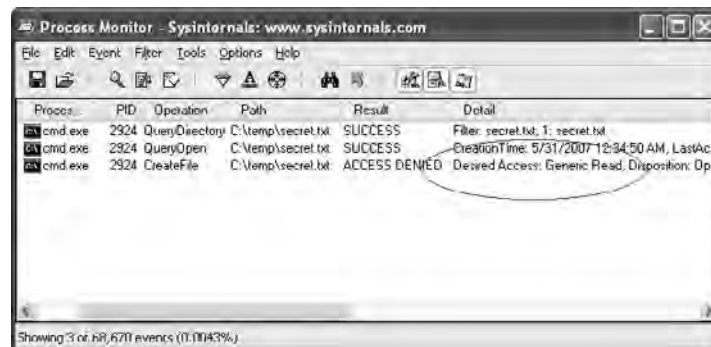 Process Monitor - Sysinternals: www.sysinternals.com
File Edit Event Filter Tools Options Help
Proces... PID Operation Path Result Detail
cmd.exe 2924 QueryDirectory C:\temp\secret.txt SUCCESS Filter: secret.txt, 1: secret.txt
cmd.exe 2924 QueryOpen C:\temp\secret.txt SUCCESS CreationTime: 5/31/2007 12:34:50 AM, LastAc
cmd.exe 2924 CreateFile C:\temp\secret.txt ACCESS DENIED Desired Access: Generic Read, Disposition: Op
Showing 3 of 68,670 events (0.0043%)